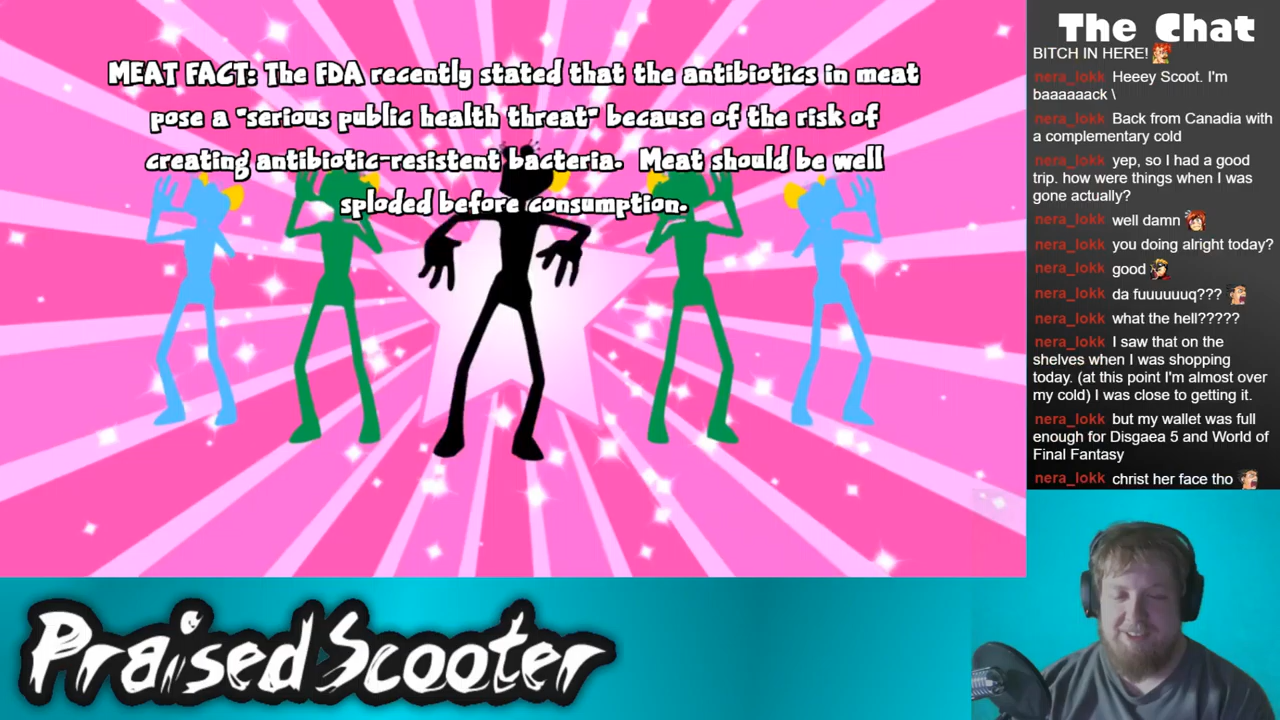 MEAT FACT: The FDA recently stated that the antibiotics in meat
pose a "serious public health threat" because of the risk of
creating antibiotic-resistent bacteria. Meat should be well
sploded before consumption.
The Chat
BITCH IN HERE!
nera_lokk Heeey Scoot. I'm
baaaaaack \
nera_lokk Back from Canadia with
a complementary cold
nera_lokk yep, so I had a good
trip. how were things when I was
gone actually?
nera_lokk well damn
nera_lokk you doing alright today?
nera_lokk good
nera_lokk da fuuuuuuq???
nera_lokk what the hell?????
nera_lokk I saw that on the
shelves when I was shopping
today. (at this point I'm almost over
my cold) I was close to getting it.
nera_lokk but my wallet was full
enough for Disgaea 5 and World of
Final Fantasy
nera_lokk christ her face tho
PraisedScooter